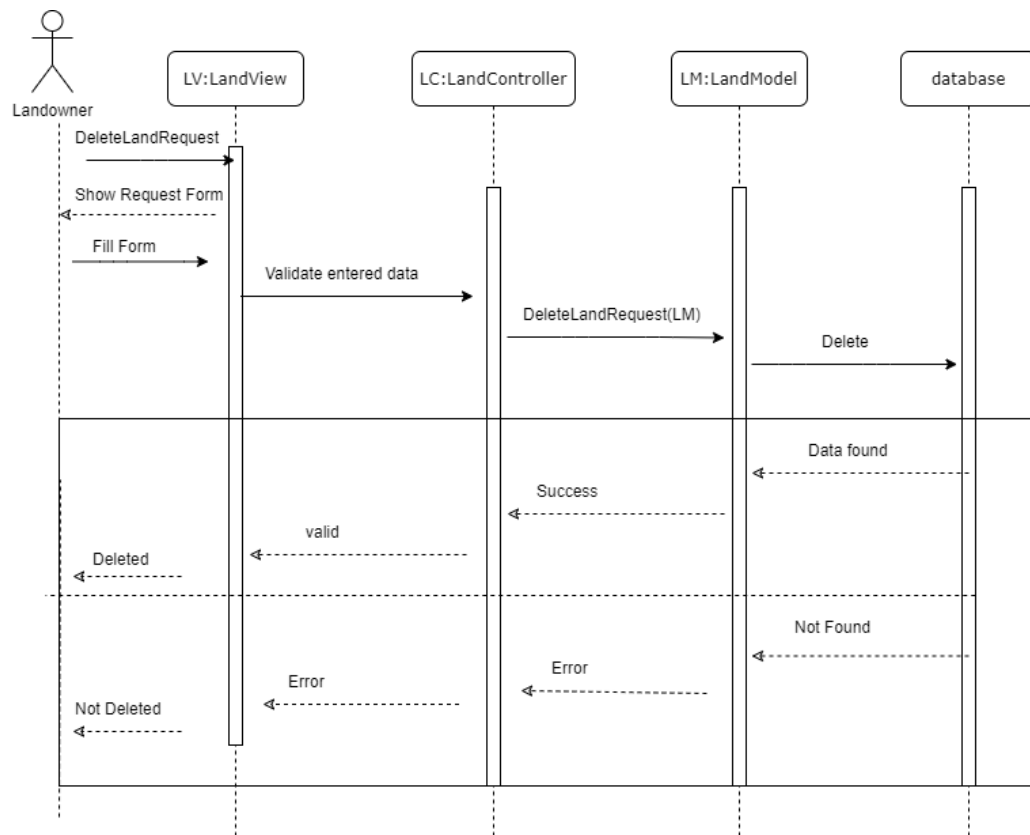 Landowner
LV:LandView
LC:LandController
LM:LandModel
database
DeleteLandRequest
Show Request Form
Fill Form
Validate entered data
DeleteLandRequest(LM)
Delete
Data found
Success
valid
Deleted
Not Found
Error
Error
Not Deleted